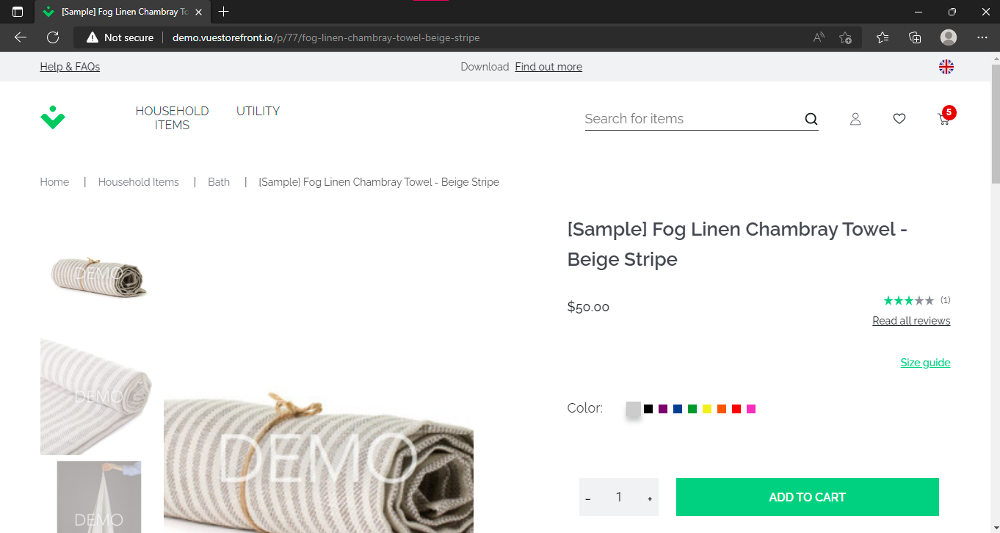 [Sample] Fog Linen Chambray To
Not secure
demo.vuestorefront.io/p/77/fog-linen-chambray-towel-beige-stripe
Help & FAQs
Download Find out more
HOUSEHOLD
ITEMS
UTILITY
Search for items
5
Home | Household Items | Bath | [Sample] Fog Linen Chambray Towel - Beige Stripe
[Sample] Fog Linen Chambray Towel -
Beige Stripe
$50.00
(1)
Read all reviews
Size guide
Color:
- 1 +
ADD TO CART
DEMO
DEMO
DEMO
DEMO